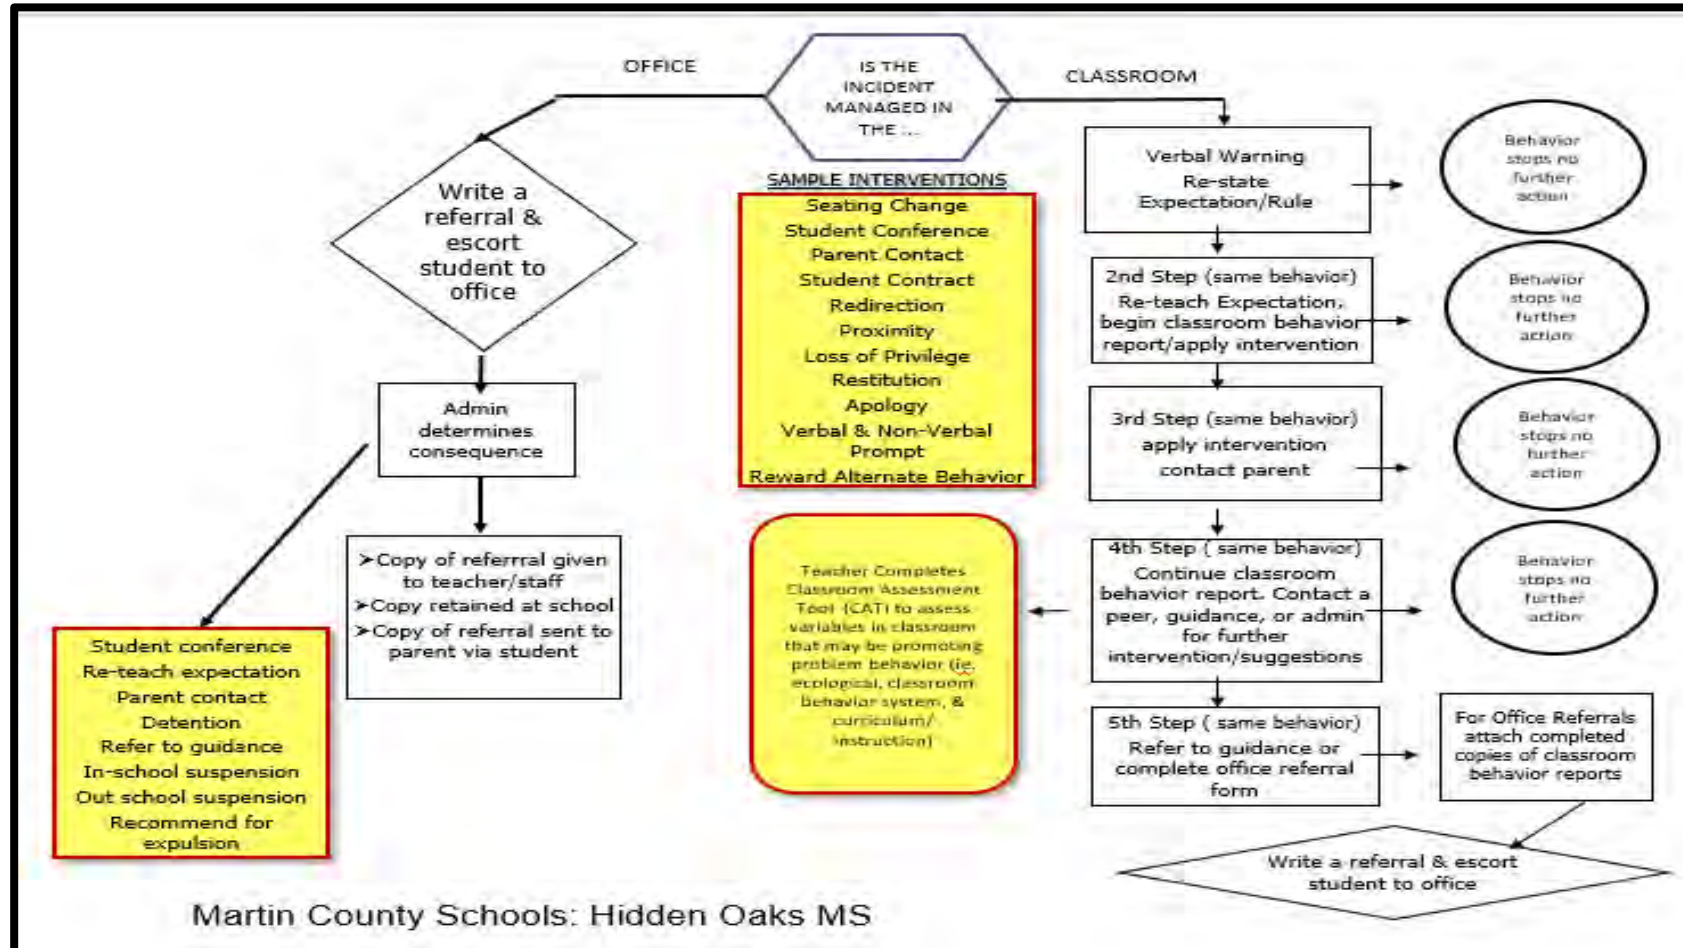 OFFICE
IS THE
INCIDENT
MANAGED IN
THE ...
CLASSROOM
Write a
referral &
escort
student to
office
Admin
determines
consequence
➤Copy of referrral given
to teacher/staff
➤Copy retained at school
➤Copy of referral sent to
parent via student
Student conference
Re-teach expectation
Parent contact
Detention
Refer to guidance
In-school suspension
Out school suspension
Recommend for
expulsion
SAMPLE INTERVENTIONS
Seating Change
Student Conference
Parent Contact
Student Contract
Redirection
Proximity
Loss of Privilege
Restitution
Apology
Verbal & Non-Verbal
Prompt
Reward Alternate Behavior
Teacher Completes
Classroom Assessment
Tool (CAT) to assess
variables in classroom
that may be promoting
problem behavior (ie.
ecological, classroom
behavior system, &
curriculum/
instruction)
Verbal Warning
Re-state
Expectation/Rule
Behavior
stops no
further
action
2nd Step (same behavior)
Re-teach Expectation,
begin classroom behavior
report/apply intervention
Behavior
stops no
further
action
3rd Step (same behavior)
apply intervention
contact parent
Behavior
stops no
further
action
4th Step ( same behavior)
Continue classroom
behavior report. Contact a
peer, guidance, or admin
for further
intervention/suggestions
Behavior
stops no
further
action
5th Step ( same behavior)
Refer to guidance or
complete office referral
form
For Office Referrals
attach completed
copies of classroom
behavior reports
Write a referral & escort
student to office
Martin County Schools: Hidden Oaks MS